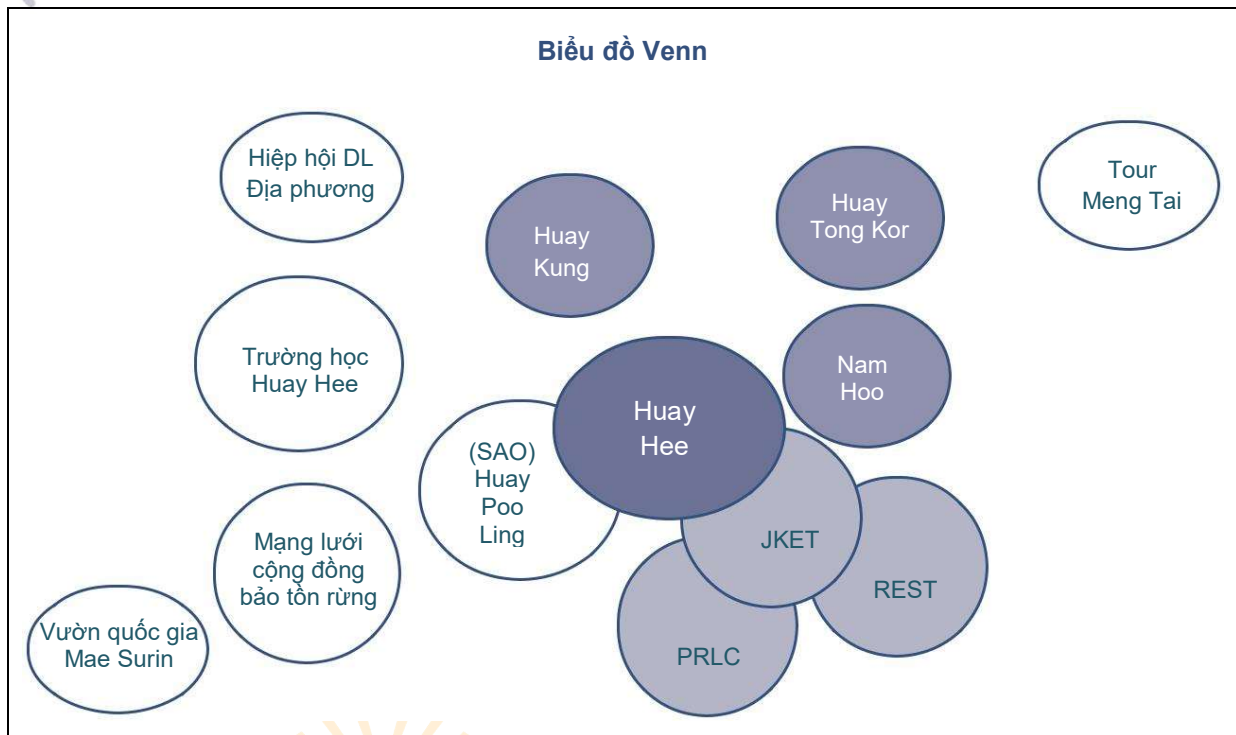 Biểu đồ Venn
Hiệp hội DL
Địa phương
Huay
Kung
Huay
Tong Kor
Tour
Meng Tai
Trường học
Huay Hee
Nam
Hoo
Huay
Hee
(SAO)
Huay
Poo
Ling
Mạng lưới
cộng đồng
bảo tồn rừng
JKET
REST
Vườn quốc gia
Mae Surin
PRLC